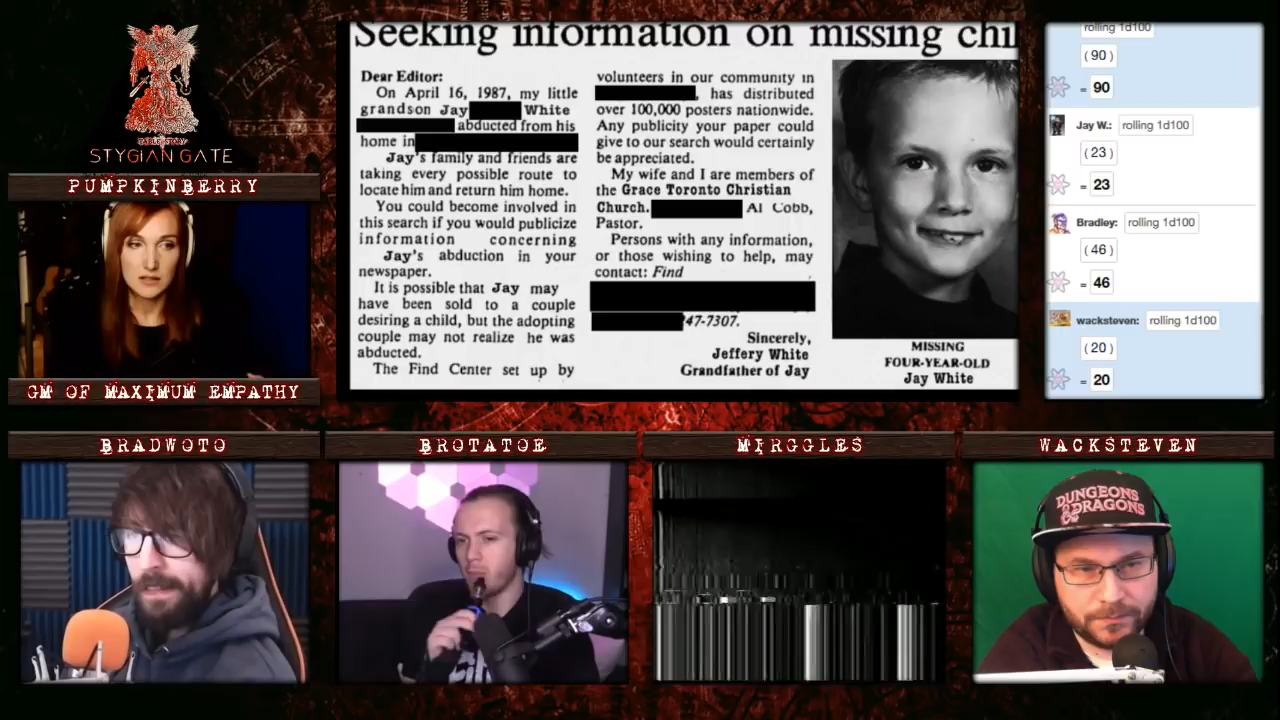 TABLE STORY
STYGIAN GATE
PUMPKINBERRY
GM OF MAXIMUM EMPATHY
Seeking information on missing chi
Dear Editor:
On April 16, 1987, my little
grandson Jay White
abducted from his
home in
Jay's family and friends are
taking every possible route to
locate him and return him home.
You could become involved in
this search if you would publicize
information concerning
Jay's abduction in your
newspaper.
It is possible that Jay may
have been sold to a couple
desiring a child, but the adopting
couple may not realize he was
abducted.
The Find Center set up by
volunteers in our community in
, has distributed
over 100,000 posters nationwide.
Any publicity your paper could
give to our search would certainly
be appreciated.
My wife and I are members of
the Grace Toronto Christian
Church. Al Cobb,
Pastor.
Persons with any information,
or those wishing to help, may
contact: Find
47-7307.
Sincerely,
Jeffery White
Grandfather of Jay
MISSING
FOUR-YEAR-OLD
Jay White
rolling 1d100
(90)
= 90
Jay W.: rolling 1d100
(23)
= 23
Bradley: rolling 1d100
(46)
= 46
wacksteven: rolling 1d100
(20)
= 20
BRADWOTO
BROTATOE
MIRGGLES
WACKSTEVEN
DUNGEONS
& DRAGONS